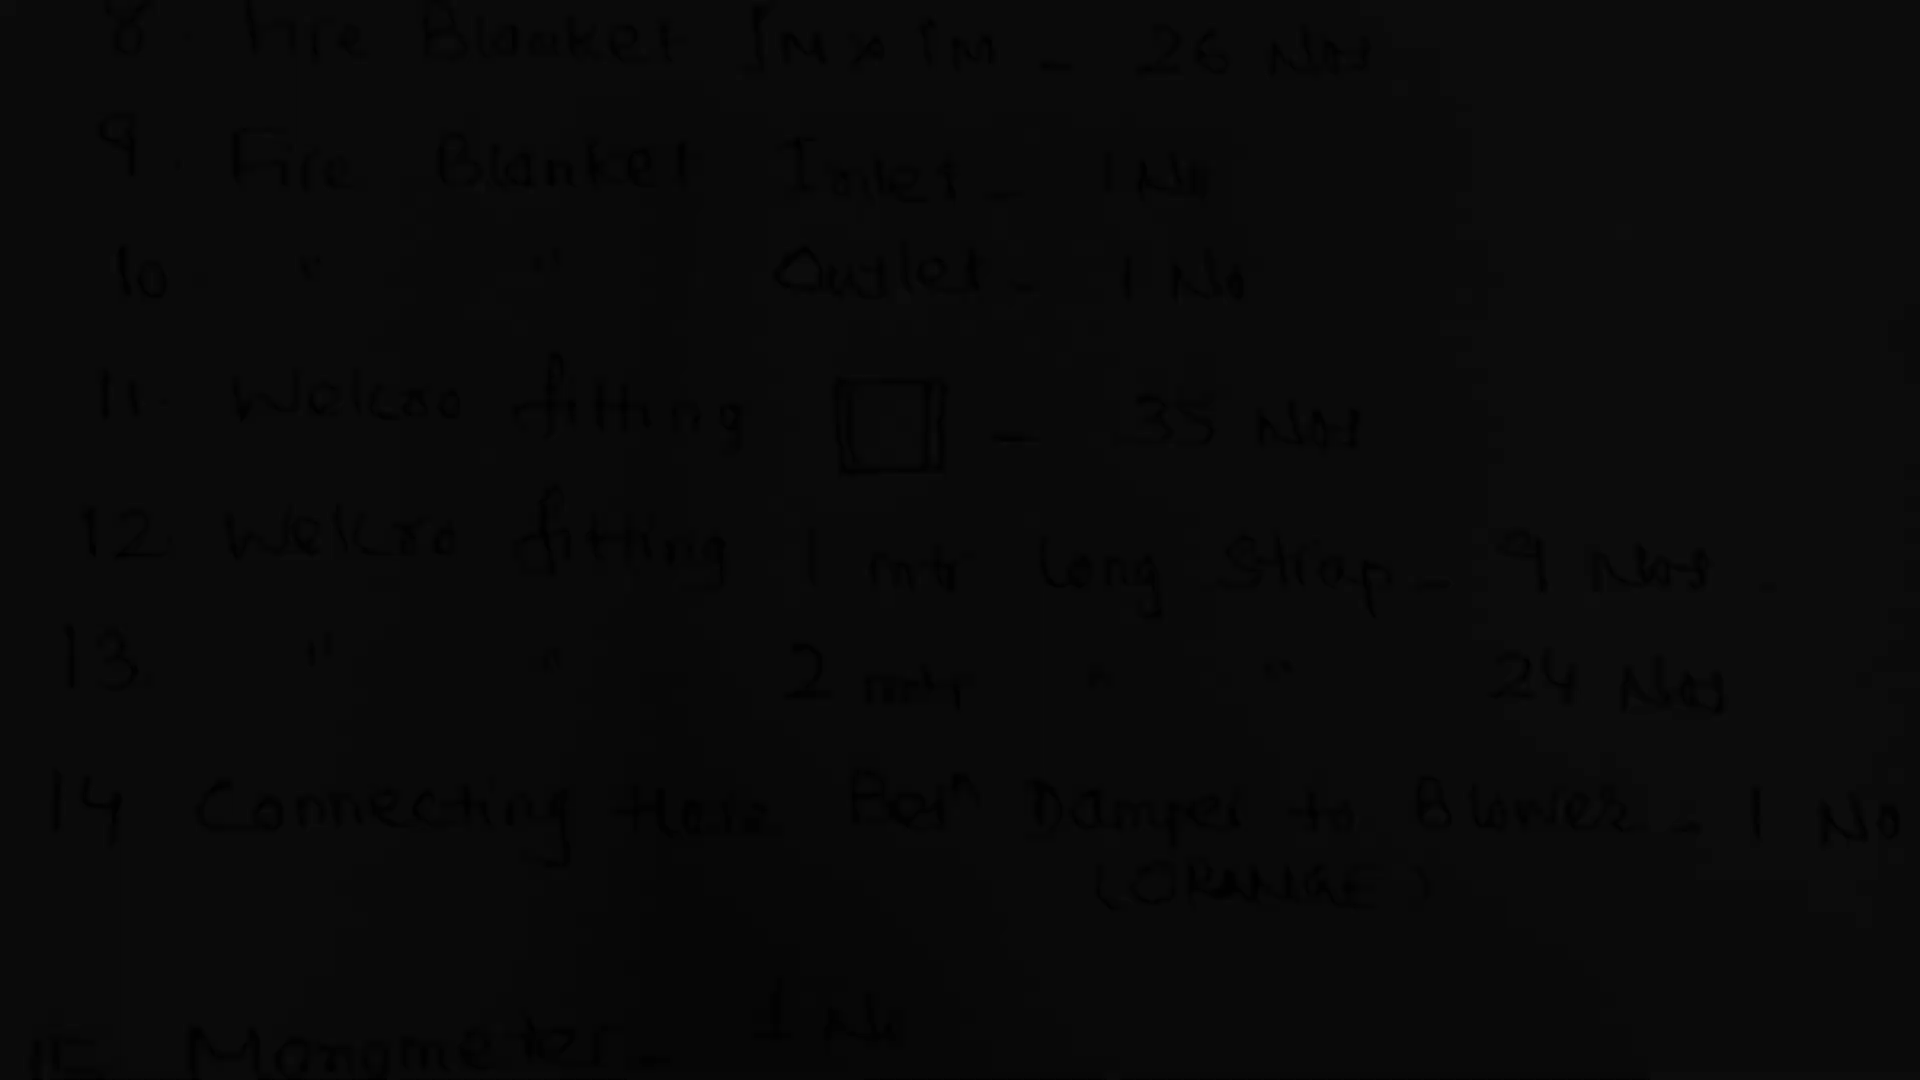 8. Fire Blanket 1M x 1M - 26 Nos
9. Fire Blanket Inlet - 1 No
10. " " Outlet - 1 No
11. Welcro fitting - 35 Nos
12 Welcro fitting 1 mtr long strap - 9 Nos.
13. " " 2 mtr " " 24 Nos
14 Connecting Hose Betn Damper to Blower - 1 No
(ORANGE)
15. Manometer - 1 No